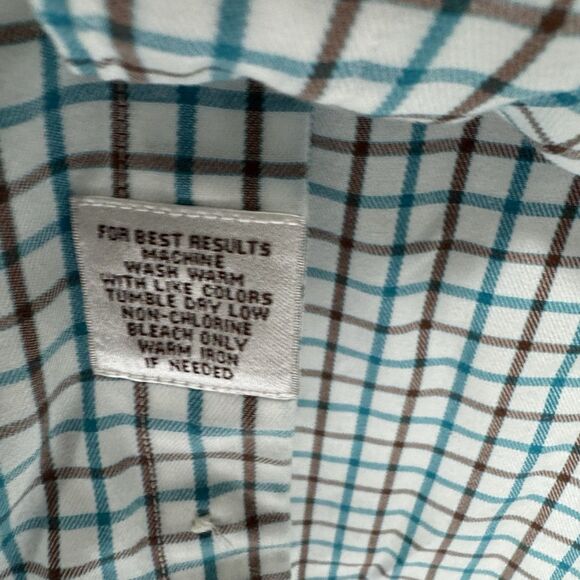 FOR BEST RESULTS
MACHINE
WASH WARM
WITH LIKE COLORS
TUMBLE DRY LOW
NON-CHLORINE
BLEACH ONLY
WARM IRON
IF NEEDED